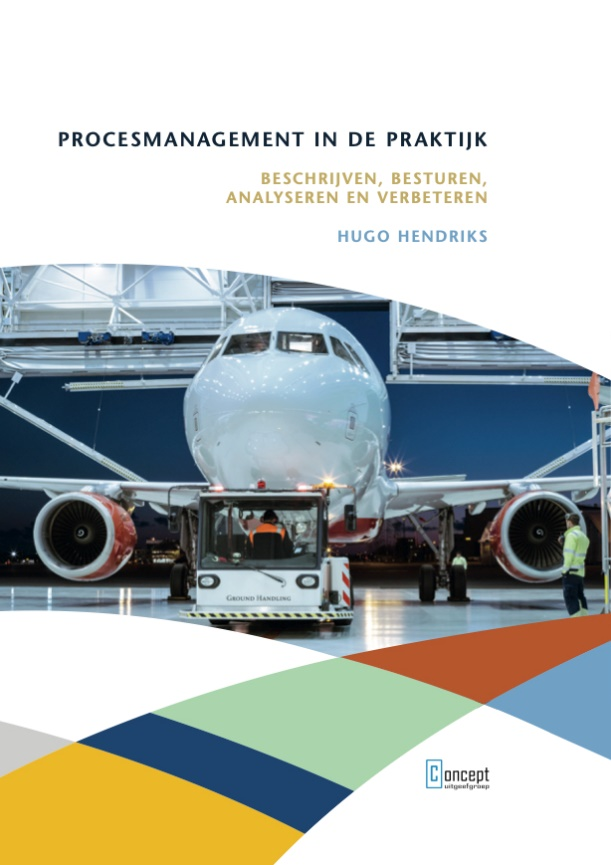 PROCESMANAGEMENT IN DE PRAKTIJK
BESCHRIJVEN, BESTUREN,
ANALYSEREN EN VERBETEREN
HUGO HENDRIKS
GROUND HANDLING
Concept
uitgeefgroep